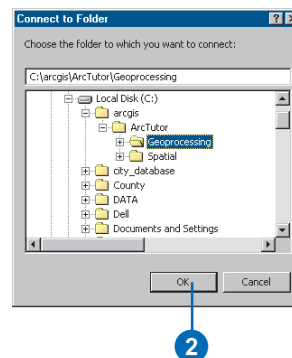 Connect to Folder
Choose the folder to which you want to connect:
C:\arcgis\ArcTutor\Geoprocessing
Local Disk (C:)
arcgis
ArcTutor
Geoprocessing
Spatial
city_database
County
DATA
Dell
Documents and Settings
OK
Cancel
2